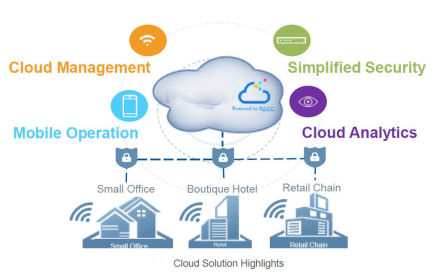 Cloud Management
Simplified Security
Powered by
Mobile Operation
Cloud Analytics
Small Office
Boutique Hotel
Retail Chain
Small Office
Hotel
Retail Chain
Cloud Solution Highlights